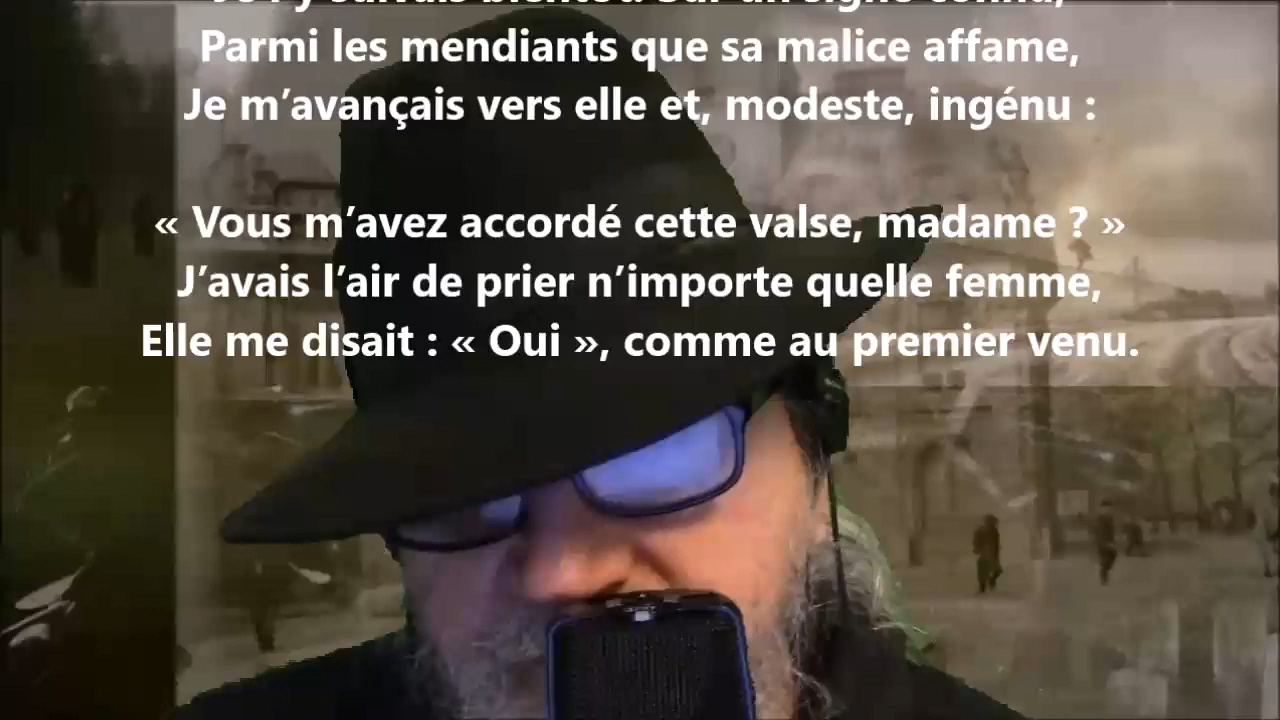 Parmi les mendiants que sa malice affame,
Je m’avançais vers elle et, modeste, ingénu :
« Vous m’avez accordé cette valse, madame ? »
J’avais l’air de prier n’importe quelle femme,
Elle me disait : « Oui », comme au premier venu.